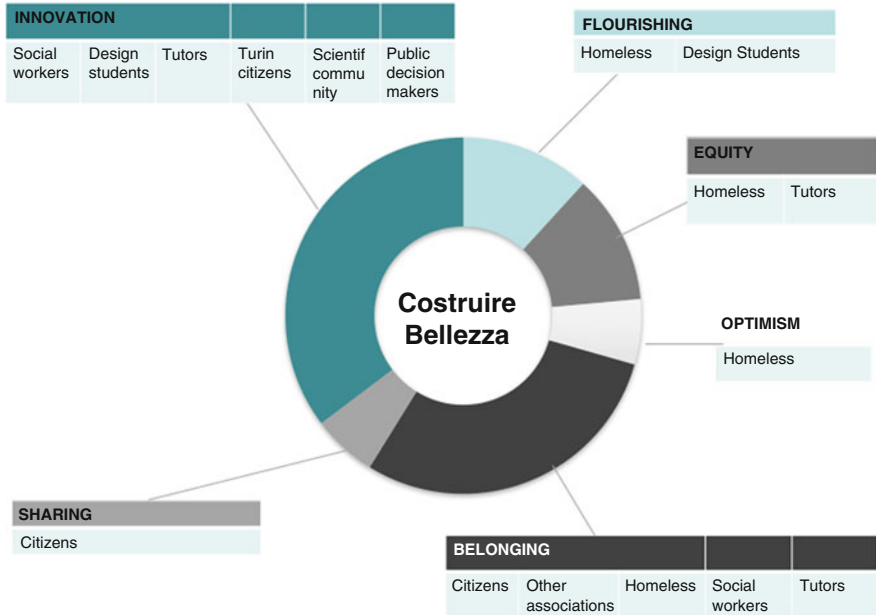 INNOVATION
Social workers
Design students
Tutors
Turin citizens
Scientif commu nity
Public decision makers
FLOURISHING
Homeless
Design Students
EQUITY
Homeless
Tutors
Costruire
Bellezza
OPTIMISM
Homeless
SHARING
Citizens
BELONGING
Citizens
Other associations
Homeless
Social workers
Tutors